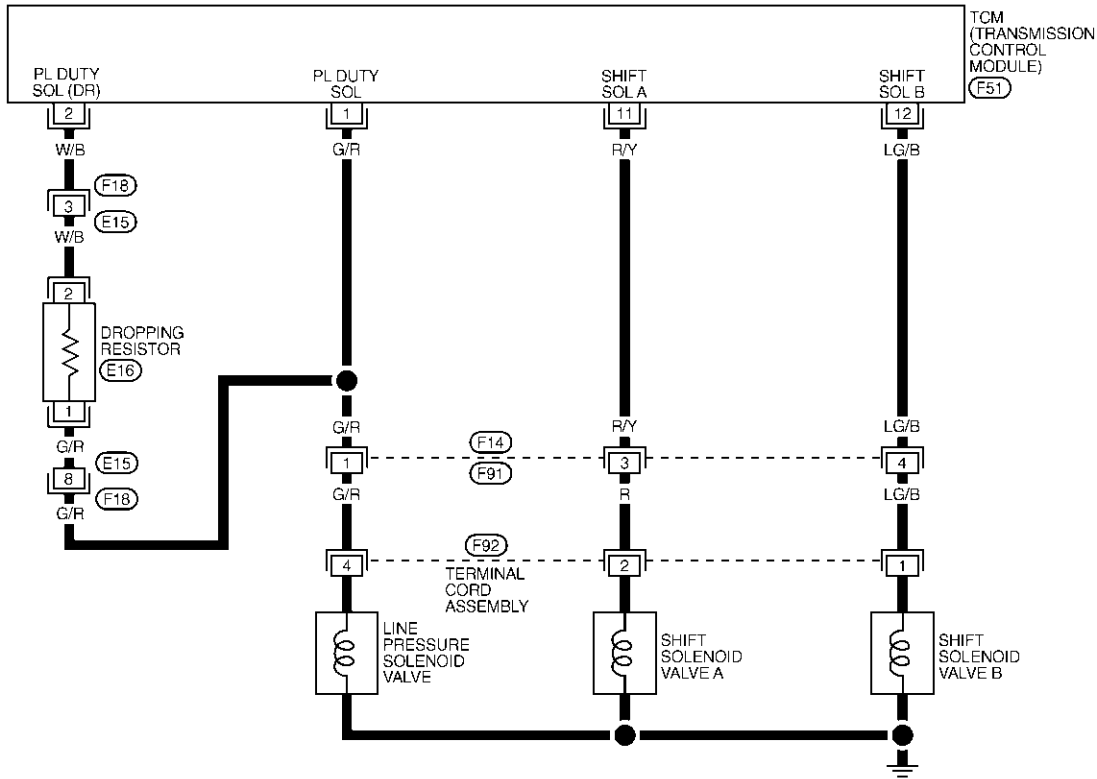 TCM
(TRANSMISSION
CONTROL
MODULE)
F51
PL DUTY
SOL (DR)
PL DUTY
SOL
SHIFT
SOL A
SHIFT
SOL B
2
1
11
12
W/B
G/R
R/Y
LG/B
F18
3
E15
W/B
2
DROPPING
RESISTOR
E16
1
G/R
E15
8
F18
G/R
G/R
R/Y
LG/B
F14
1
3
4
F91
G/R
R
LG/B
F92
4
2
1
TERMINAL
CORD
ASSEMBLY
LINE
PRESSURE
SOLENOID
VALVE
SHIFT
SOLENOID
VALVE A
SHIFT
SOLENOID
VALVE B